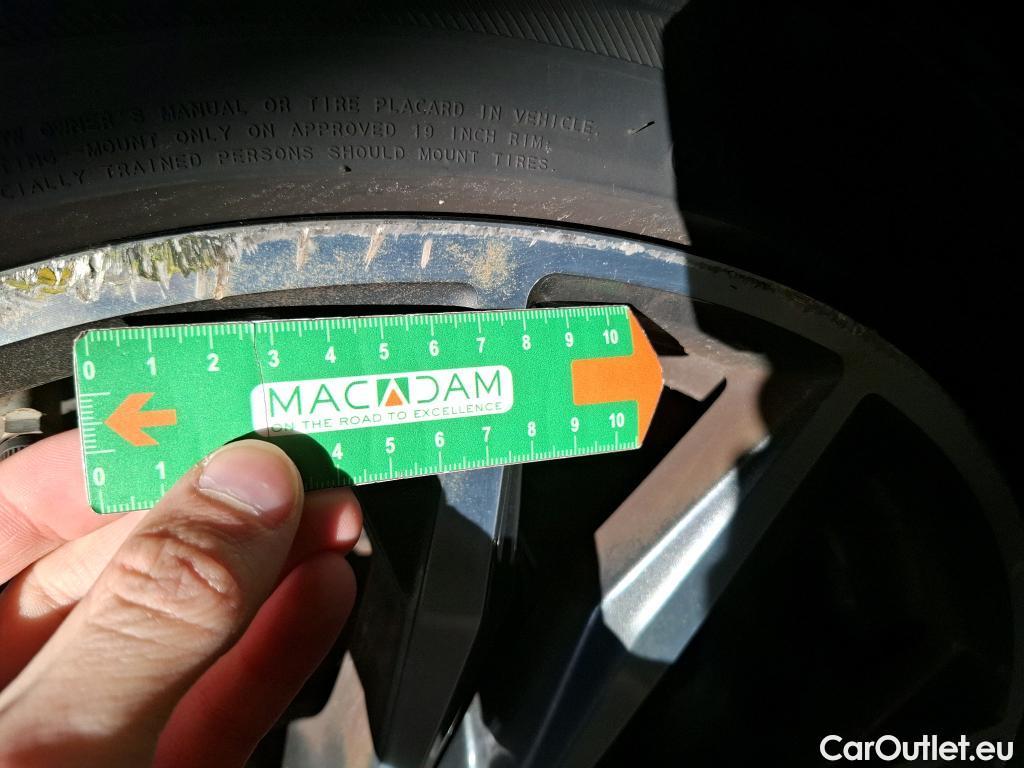 OWNER'S MANUAL OR TIRE PLACARD IN VEHICLE.
MOUNT ONLY ON APPROVED 19 INCH RIM.
CIALLY TRAINED PERSONS SHOULD MOUNT TIRES.
0 1 2 3 4 5 6 7 8 9 10
MACADAM
ON THE ROAD TO EXCELLENCE
0 1 4 5 6 7 8 9 10
CarOutlet.eu